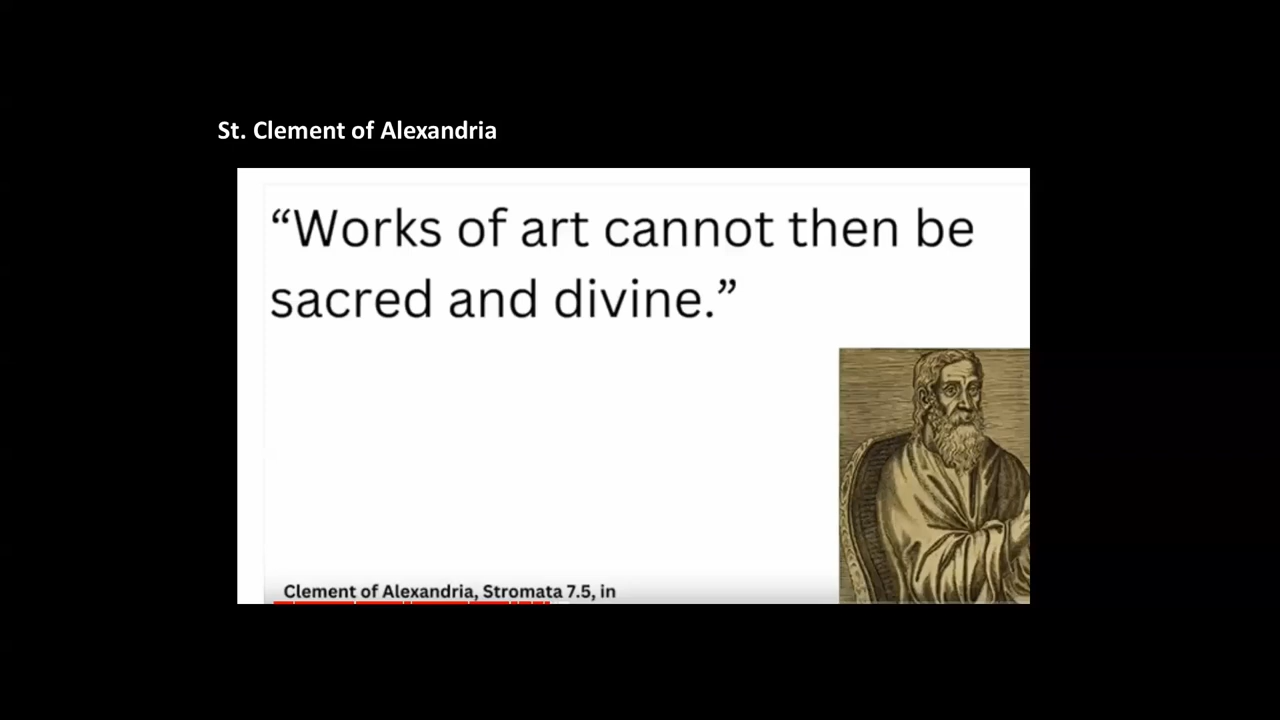 St. Clement of Alexandria
“Works of art cannot then be
sacred and divine.”
Clement of Alexandria, Stromata 7.5, in